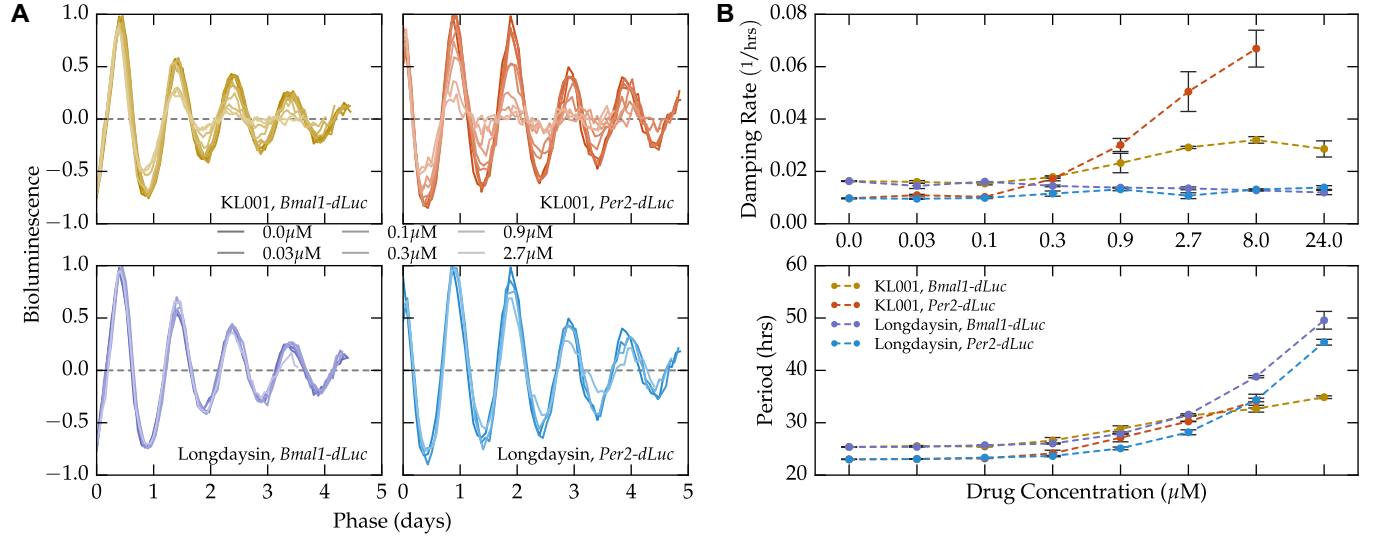 A
B
Bioluminescence
1.0
0.5
0.0
−0.5
−1.0
KL001, Bmal1-dLuc
KL001, Per2-dLuc
0.0μM
0.1μM
0.9μM
0.03μM
0.3μM
2.7μM
1.0
0.5
0.0
−0.5
−1.0
Longdaysin, Bmal1-dLuc
Longdaysin, Per2-dLuc
0 1 2 3 4 5
0 1 2 3 4 5
Phase (days)
Damping Rate (1/hrs)
0.08
0.06
0.04
0.02
0.00
0.0 0.03 0.1 0.3 0.9 2.7 8.0 24.0
Period (hrs)
60
50
40
30
20
KL001, Bmal1-dLuc
KL001, Per2-dLuc
Longdaysin, Bmal1-dLuc
Longdaysin, Per2-dLuc
Drug Concentration (μM)